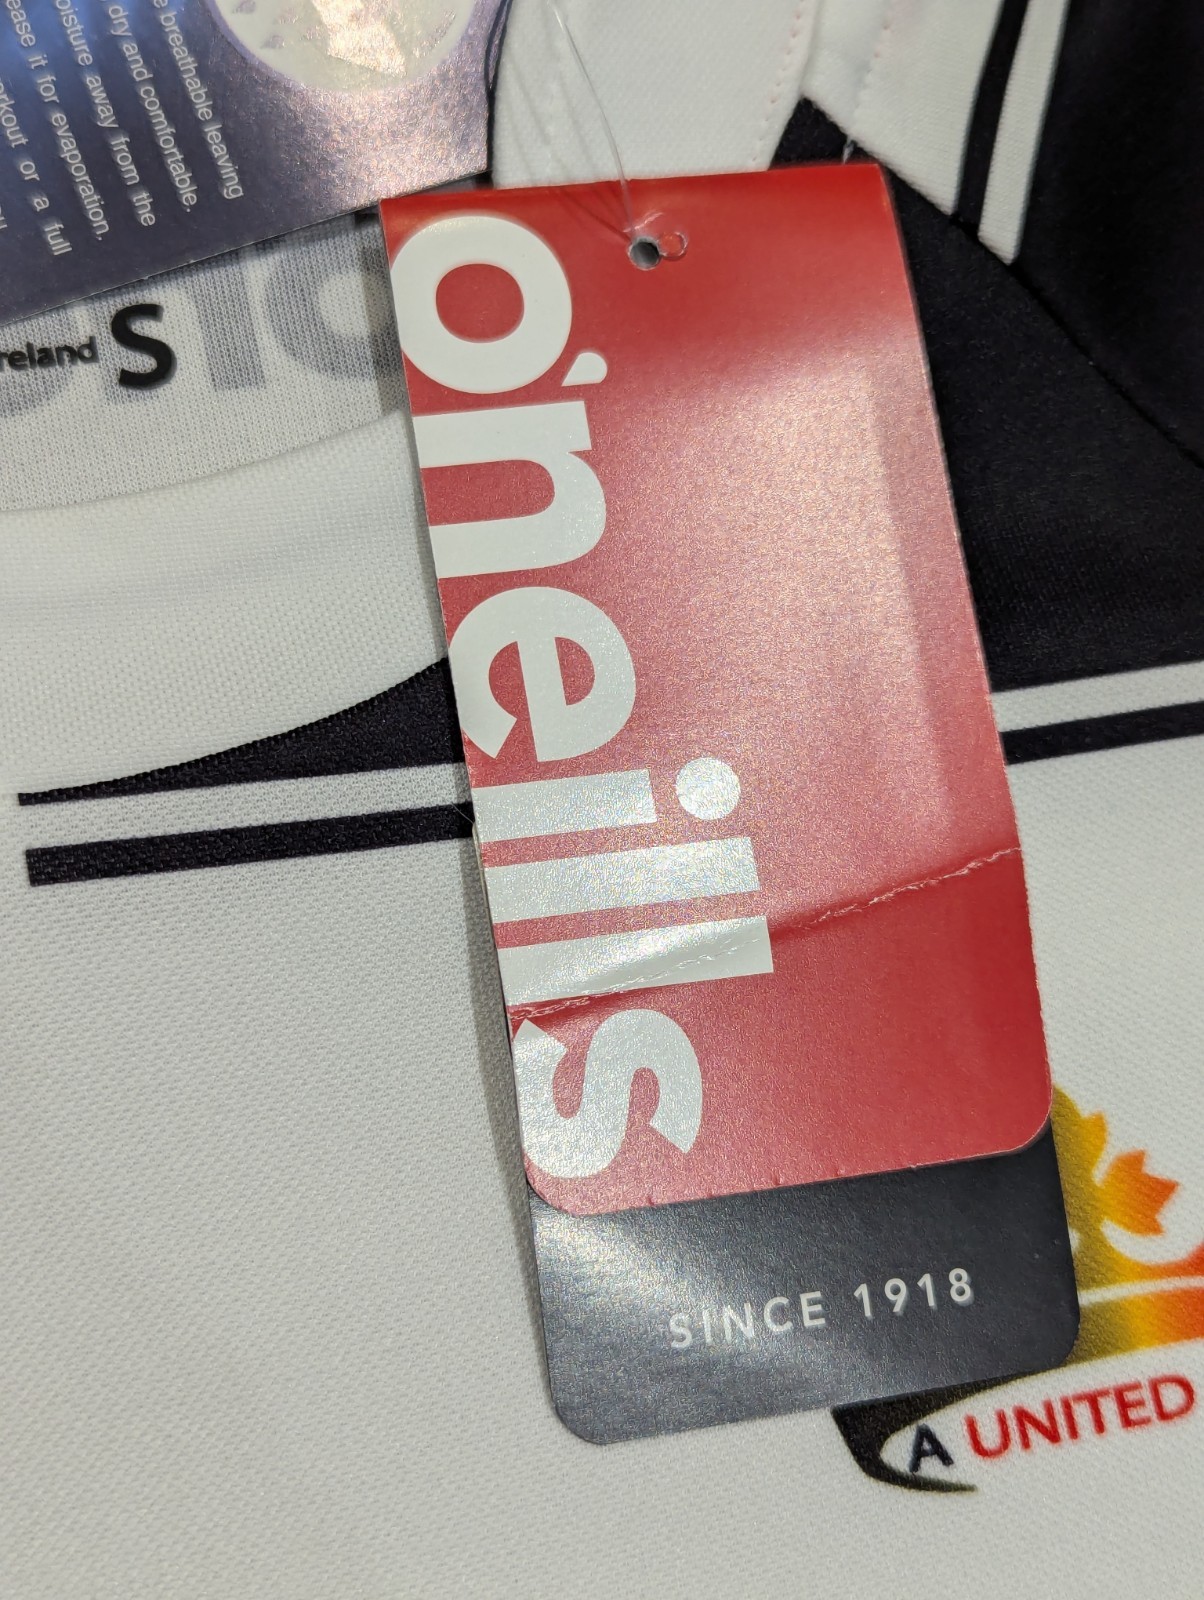 e breathable leaving
dry and comfortable.
oisture away from the
ease it for evaporation.
rkout or a full
reland S
o'neills
SINCE 1918
A UNITED